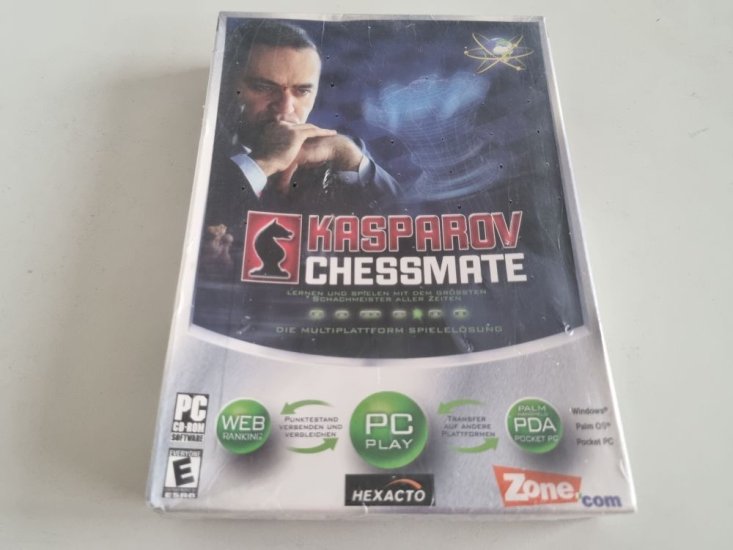 KASPAROV
CHESSMATE
LERNEN UND SPIELEN MIT DEM GRÖSSTEN
SCHACHMEISTER ALLER ZEITEN
DIE MULTIPLATTFORM SPIELELÖSUNG
PC
CD-ROM
SOFTWARE
WEB
RANKING
PUNKTESTAND
VERSENDEN UND
VERGLEICHEN
PC
PLAY
TRANSFER
AUF ANDERE
PLATTFORMEN
PALM
PDA
POCKET PC
Windows®
Palm OS®
Pocket PC
EVERYONE
E
ESRB
HEXACTO
Zone.com